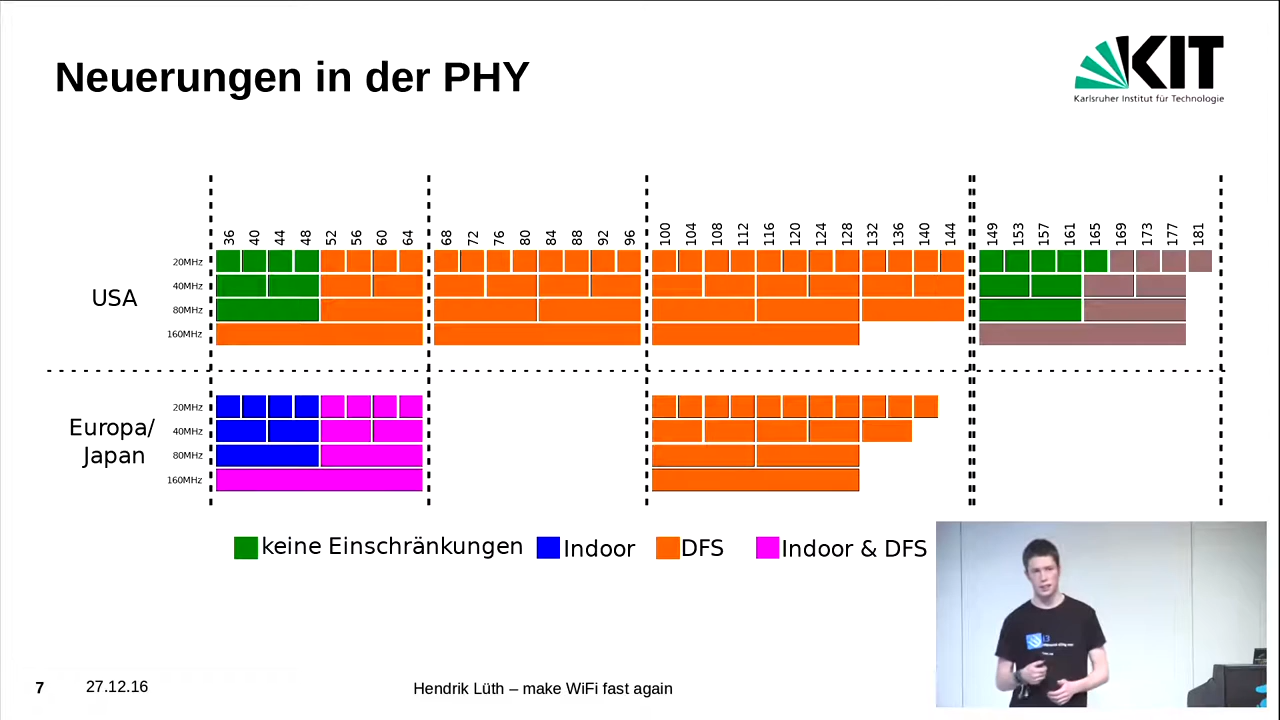 Neuerungen in der PHY
KIT
Karlsruher Institut für Technologie
36 40 44 48 52 56 60 64 68 72 76 80 84 88 92 96 100 104 108 112 116 120 124 128 132 136 140 144 149 153 157 161 165 169 173 177 181
USA
20MHz
40MHz
80MHz
160MHz
Europa/
Japan
20MHz
40MHz
80MHz
160MHz
keine Einschränkungen Indoor DFS Indoor & DFS
7 27.12.16 Hendrik Lüth – make WiFi fast again